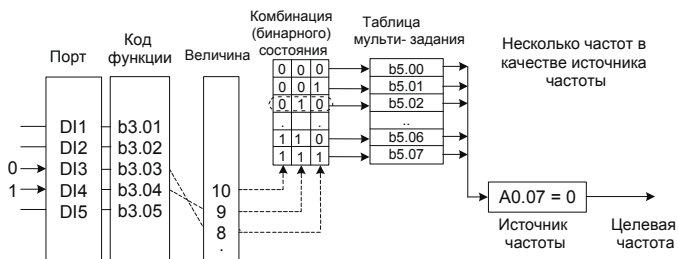 Комбинация
(бинарного)
состояния
Таблица
мульти- задания
Несколько частот в
качестве источника
частоты
Порт
Код
функции
Величина
0 0 0
b5.00
0 0 1
b5.01
0 1 0
b5.02
. . .
..
1 1 0
b5.06
1 1 1
b5.07
DI1
b3.01
DI2
b3.02
0
DI3
b3.03
1
DI4
b3.04
DI5
b3.05
10
9
8
.
A0.07 = 0
Источник
частоты
Целевая
частота